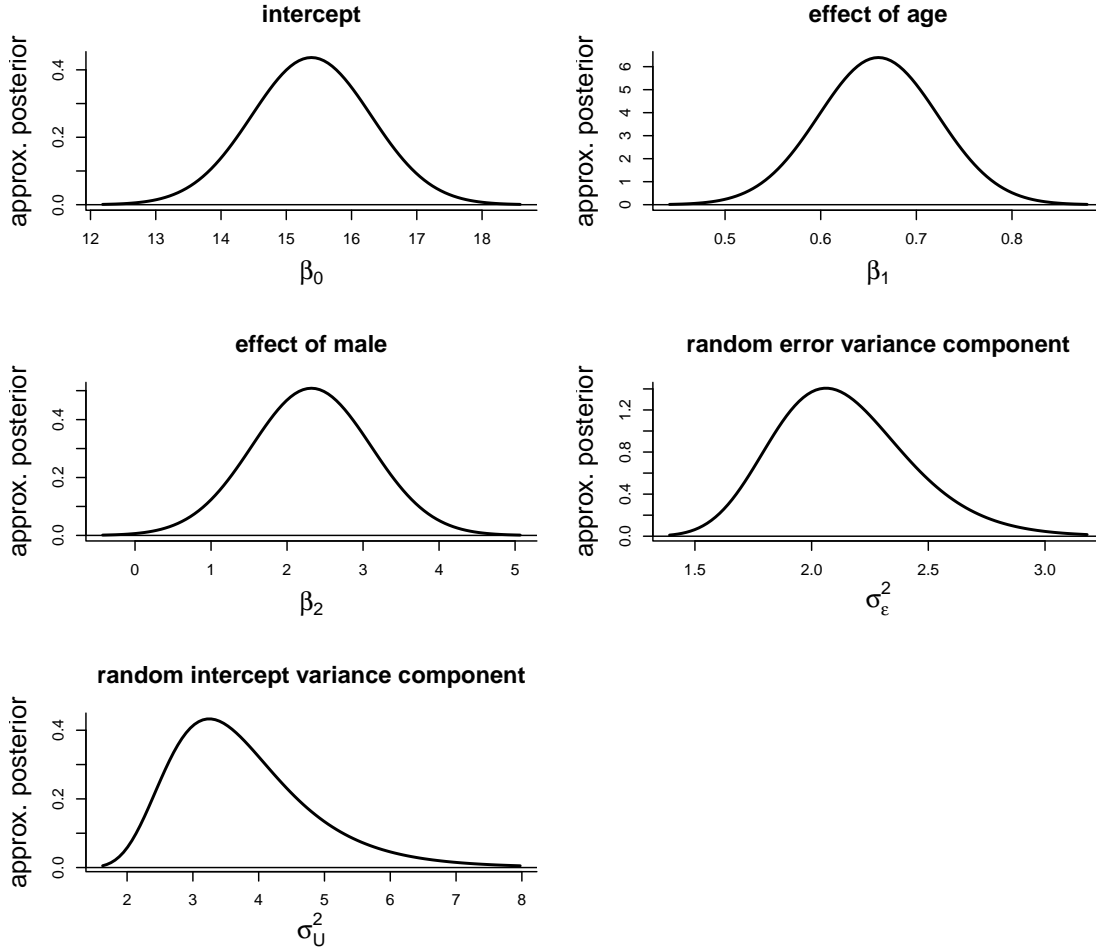 intercept
approx. posterior
0.0
0.2
0.4
12 13 14 15 16 17 18
β0
effect of age
approx. posterior
0 1 2 3 4 5 6
0.5 0.6 0.7 0.8
β1
effect of male
approx. posterior
0.0 0.2 0.4
0 1 2 3 4 5
β2
random error variance component
approx. posterior
0.0 0.4 0.8 1.2
1.5 2.0 2.5 3.0
σ²ε
random intercept variance component
approx. posterior
0.0 0.2 0.4
2 3 4 5 6 7 8
σ²U